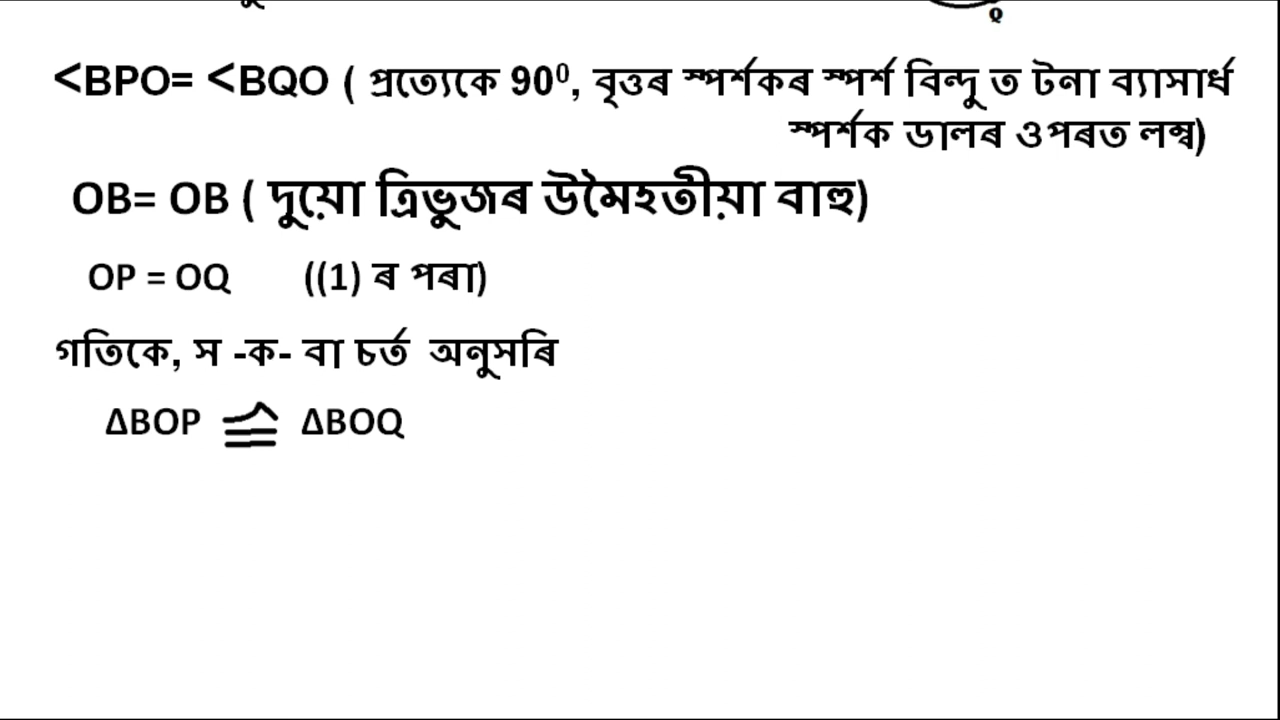 Q
<BPO= <BQO ( প্ৰত্যেকে 90⁰, বৃত্তৰ স্পৰ্শকৰ স্পৰ্শ বিন্দু ত টনা ব্যাসাৰ্ধ
স্পৰ্শক ডালৰ ওপৰত লম্ব)
OB= OB ( দুয়ো ত্ৰিভুজৰ উমৈহতীয়া বাহু)
OP = OQ ((1) ৰ পৰা)
গতিকে, স -ক- বা চৰ্ত অনুসৰি
ΔBOP ≌ ΔBOQ